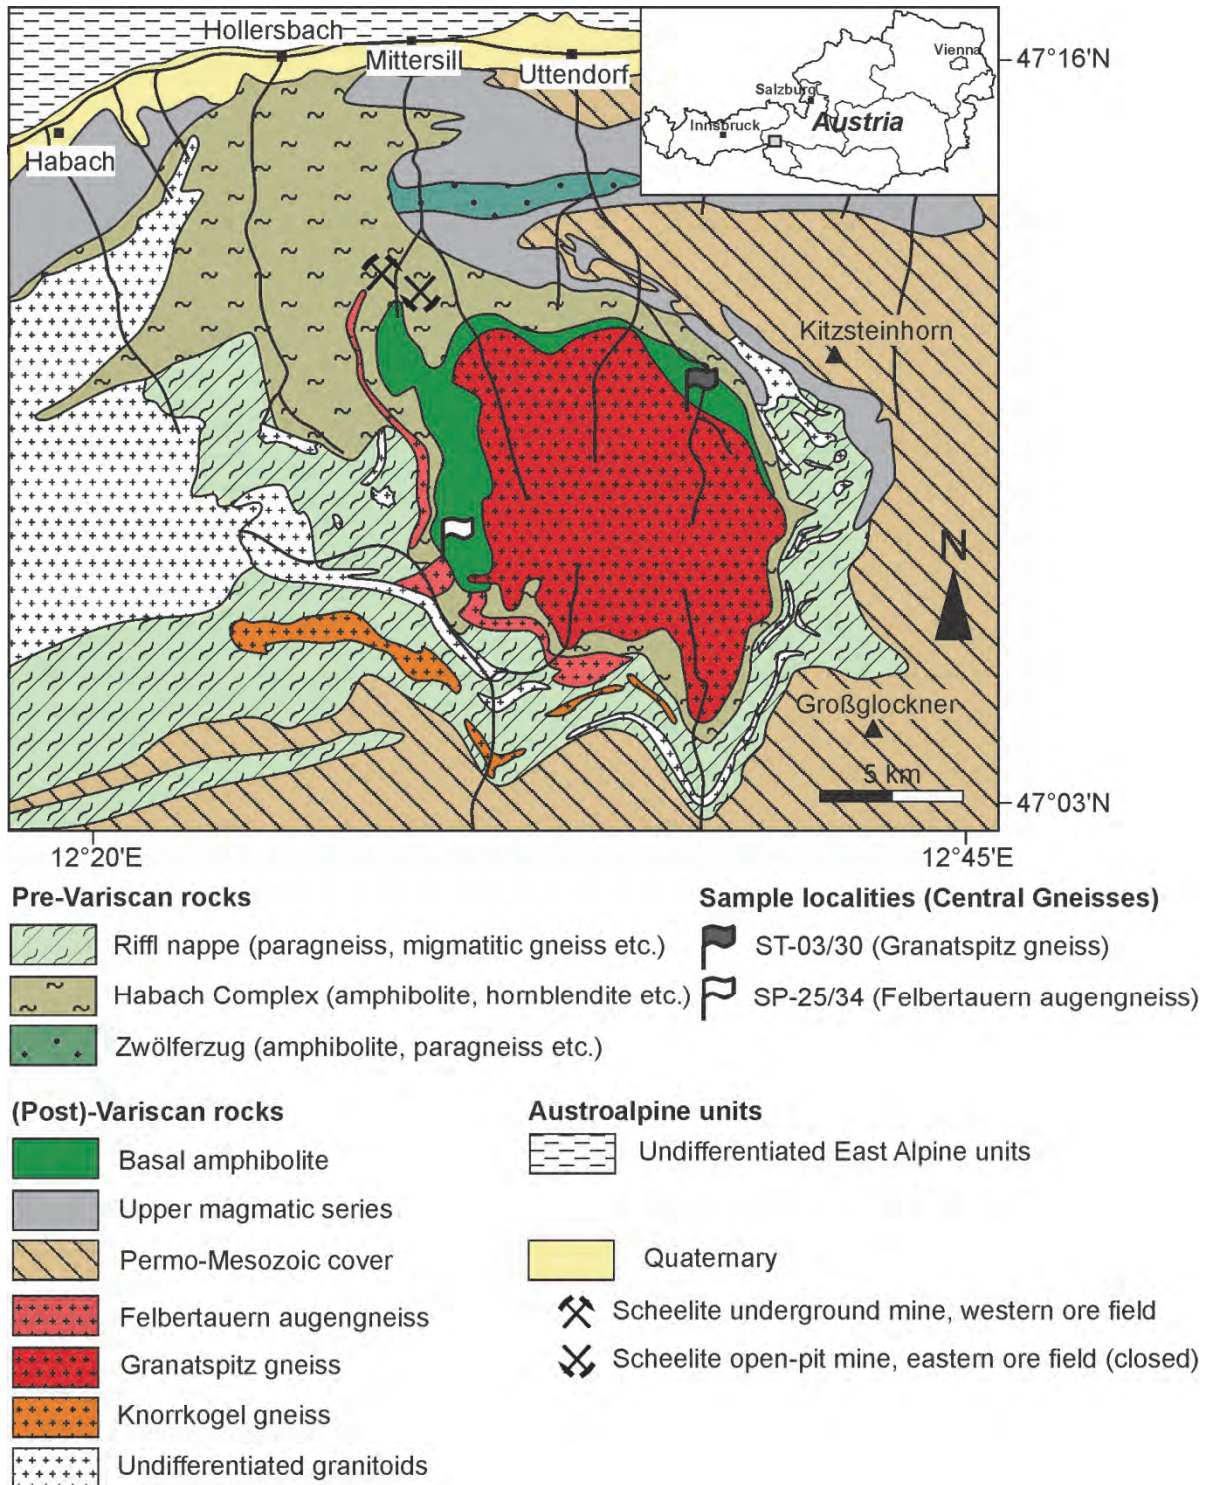 Hollersbach
Mittersill
Uttendorf
Habach
Vienna
Salzburg
Innsbruck
Austria
47°16'N
Kitzsteinhorn
N
Großglockner
5 km
47°03'N
12°20'E
12°45'E
Pre-Variscan rocks
Riffl nappe (paragneiss, migmatitic gneiss etc.)
Habach Complex (amphibolite, hornblendite etc.)
Zwölferzug (amphibolite, paragneiss etc.)
Sample localities (Central Gneisses)
ST-03/30 (Granatspitz gneiss)
SP-25/34 (Felbertauern augengneiss)
(Post)-Variscan rocks
Basal amphibolite
Upper magmatic series
Permo-Mesozoic cover
Felbertauern augengneiss
Granatspitz gneiss
Knorrkogel gneiss
Undifferentiated granitoids
Austroalpine units
Undifferentiated East Alpine units
Quaternary
Scheelite underground mine, western ore field
Scheelite open-pit mine, eastern ore field (closed)